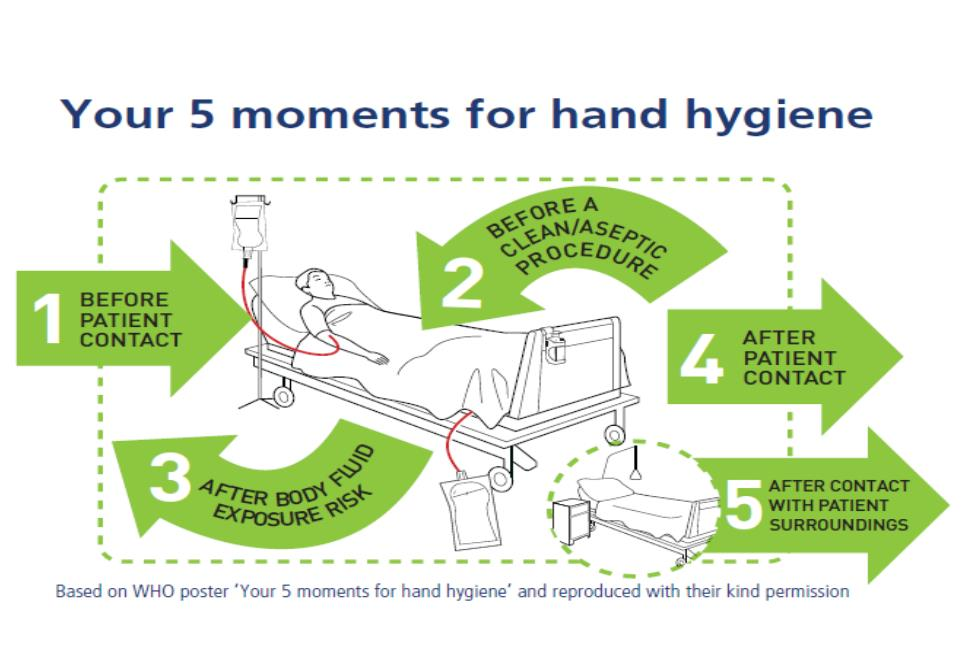 Your 5 moments for hand hygiene
1
BEFORE
PATIENT
CONTACT
2
BEFORE A
CLEAN/ASEPTIC
PROCEDURE
3
AFTER BODY FLUID
EXPOSURE RISK
4
AFTER
PATIENT
CONTACT
5
AFTER CONTACT
WITH PATIENT
SURROUNDINGS
Based on WHO poster ‘Your 5 moments for hand hygiene’ and reproduced with their kind permission